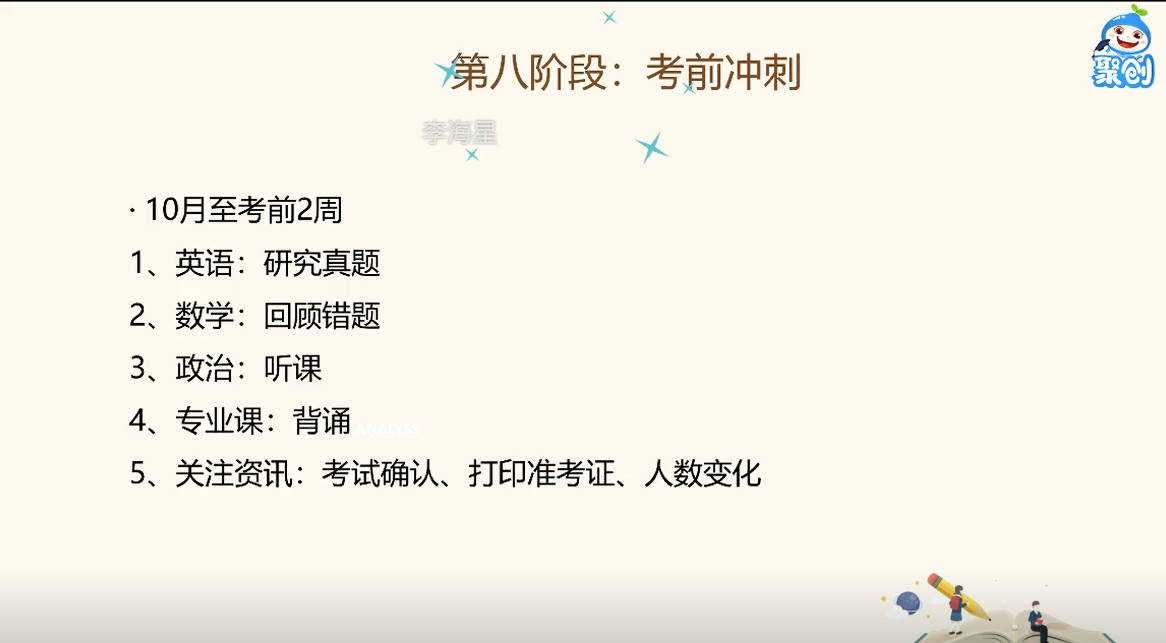 聚创
第八阶段：考前冲刺
李海星
· 10月至考前2周
1、英语：研究真题
2、数学：回顾错题
3、政治：听课
4、专业课：背诵
ANALYSS
5、关注资讯：考试确认、打印准考证、人数变化